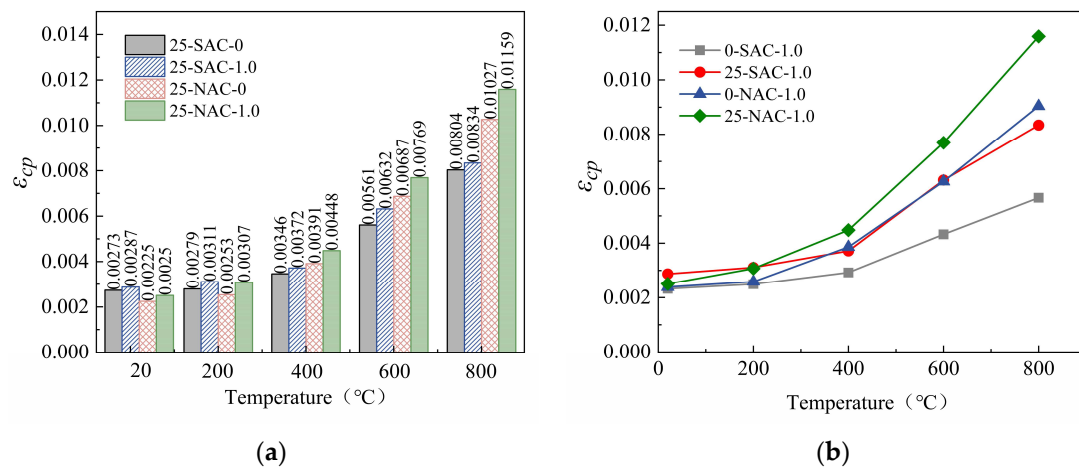 0.014
0.012
0.010
0.008
0.006
0.004
0.002
0.000
εcp
25-SAC-0
25-SAC-1.0
25-NAC-0
25-NAC-1.0
0.00273
0.00287
0.00225
0.0025
0.00279
0.00311
0.00253
0.00307
0.00346
0.00372
0.00391
0.00448
0.00561
0.00632
0.00687
0.00769
0.00804
0.00834
0.01027
0.01159
20 200 400 600 800
Temperature（℃）
(a)
0.012
0.010
0.008
0.006
0.004
0.002
0.000
εcp
0-SAC-1.0
25-SAC-1.0
0-NAC-1.0
25-NAC-1.0
0 200 400 600 800
Temperature（℃）
(b)